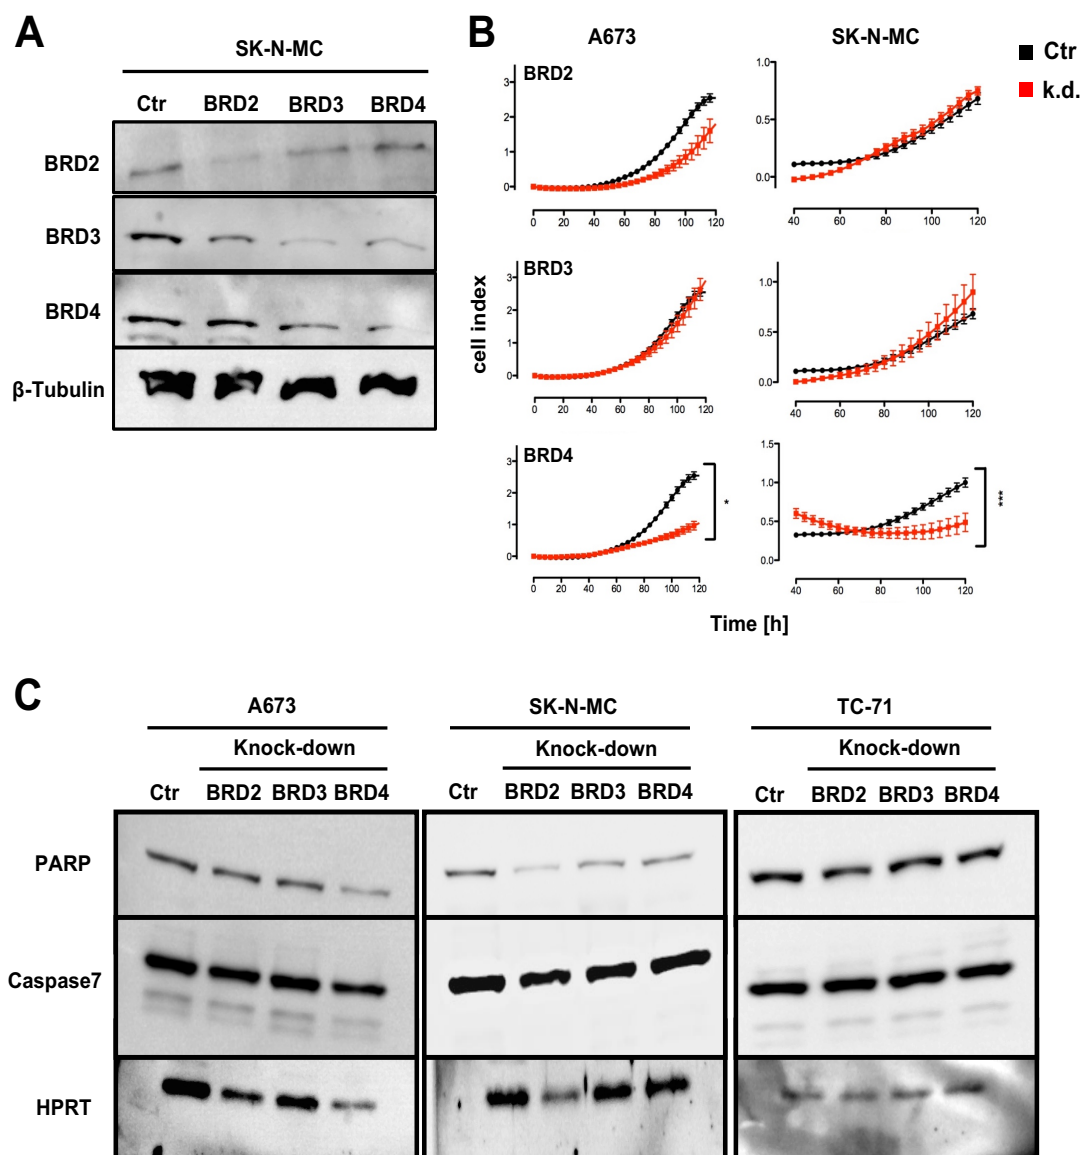 A
SK-N-MC
Ctr BRD2 BRD3 BRD4
BRD2
BRD3
BRD4
β-Tubulin
B
A673 SK-N-MC
Ctr
k.d.
BRD2
3
2
1
0
0 20 40 60 80 100 120
1.0
0.5
0.0
40 60 80 100 120
BRD3
3
2
1
0
0 20 40 60 80 100 120
1.0
0.5
0.0
40 60 80 100 120
BRD4
3
2
1
0
0 20 40 60 80 100 120
*
1.5
1.0
0.5
0.0
40 60 80 100 120
***
cell index
Time [h]
C
A673 SK-N-MC TC-71
Knock-down Knock-down Knock-down
Ctr BRD2 BRD3 BRD4 Ctr BRD2 BRD3 BRD4 Ctr BRD2 BRD3 BRD4
PARP
Caspase7
HPRT